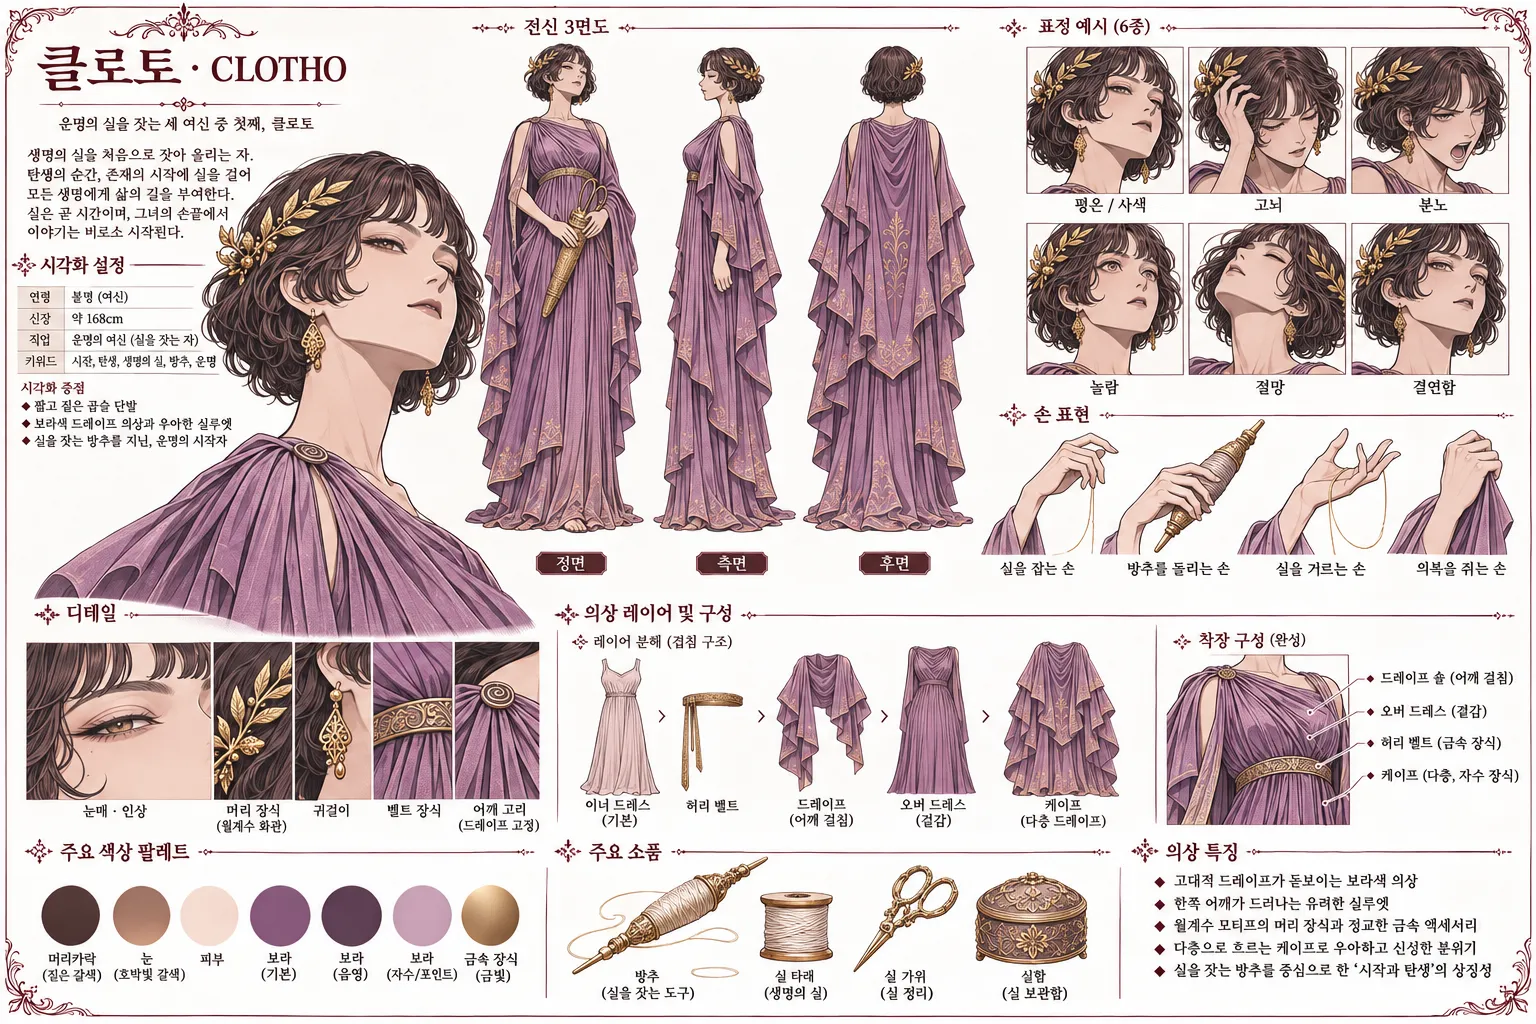 클로토 · CLOTHO
운명의 실을 잣는 세 여신 중 첫째, 클로토
생명의 실을 처음으로 잣아 올리는 자.
탄생의 순간, 존재의 시작에 실을 걸어
모든 생명에게 삶의 길을 부여한다.
실은 곧 시간이며, 그녀의 손끝에서
이야기는 비로소 시작된다.
시각화 설정
연령 불명 (여신)
신장 약 168cm
직업 운명의 여신 (실을 잣는 자)
키워드 시작, 탄생, 생명의 실, 방추, 운명
시각화 중점
짧고 짙은 곱슬 단발
보라색 드레이프 의상과 우아한 실루엣
실을 잣는 방추를 지닌, 운명의 시작자
전신 3면도
정면
측면
후면
표정 예시 (6종)
평온 / 사색
고뇌
분노
놀람
절망
결연함
손 표현
실을 잡는 손
방추를 돌리는 손
실을 거르는 손
의복을 쥐는 손
디테일
눈매 · 인상
머리 장식
(월계수 화관)
귀걸이
벨트 장식
어깨 고리
(드레이프 고정)
의상 레이어 및 구성
레이어 분해 (겹침 구조)
이너 드레스
(기본)
허리 벨트
드레이프
(어깨 걸침)
오버 드레스
(겉감)
케이프
(다층 드레이프)
착장 구성 (완성)
드레이프 숄 (어깨 걸침)
오버 드레스 (겉감)
허리 벨트 (금속 장식)
케이프 (다층, 자수 장식)
주요 색상 팔레트
머리카락
(짙은 갈색)
눈
(호박빛 갈색)
피부
보라
(기본)
보라
(음영)
보라
(자수/포인트)
금속 장식
(금빛)
주요 소품
방추
(실을 잣는 도구)
실 타래
(생명의 실)
실 가위
(실 정리)
실함
(실 보관함)
의상 특징
고대적 드레이프가 돋보이는 보라색 의상
한쪽 어깨가 드러나는 유려한 실루엣
월계수 모티프의 머리 장식과 정교한 금속 액세서리
다층으로 흐르는 케이프로 우아하고 신성한 분위기
실을 잣는 방추를 중심으로 한 ‘시작과 탄생’의 상징성